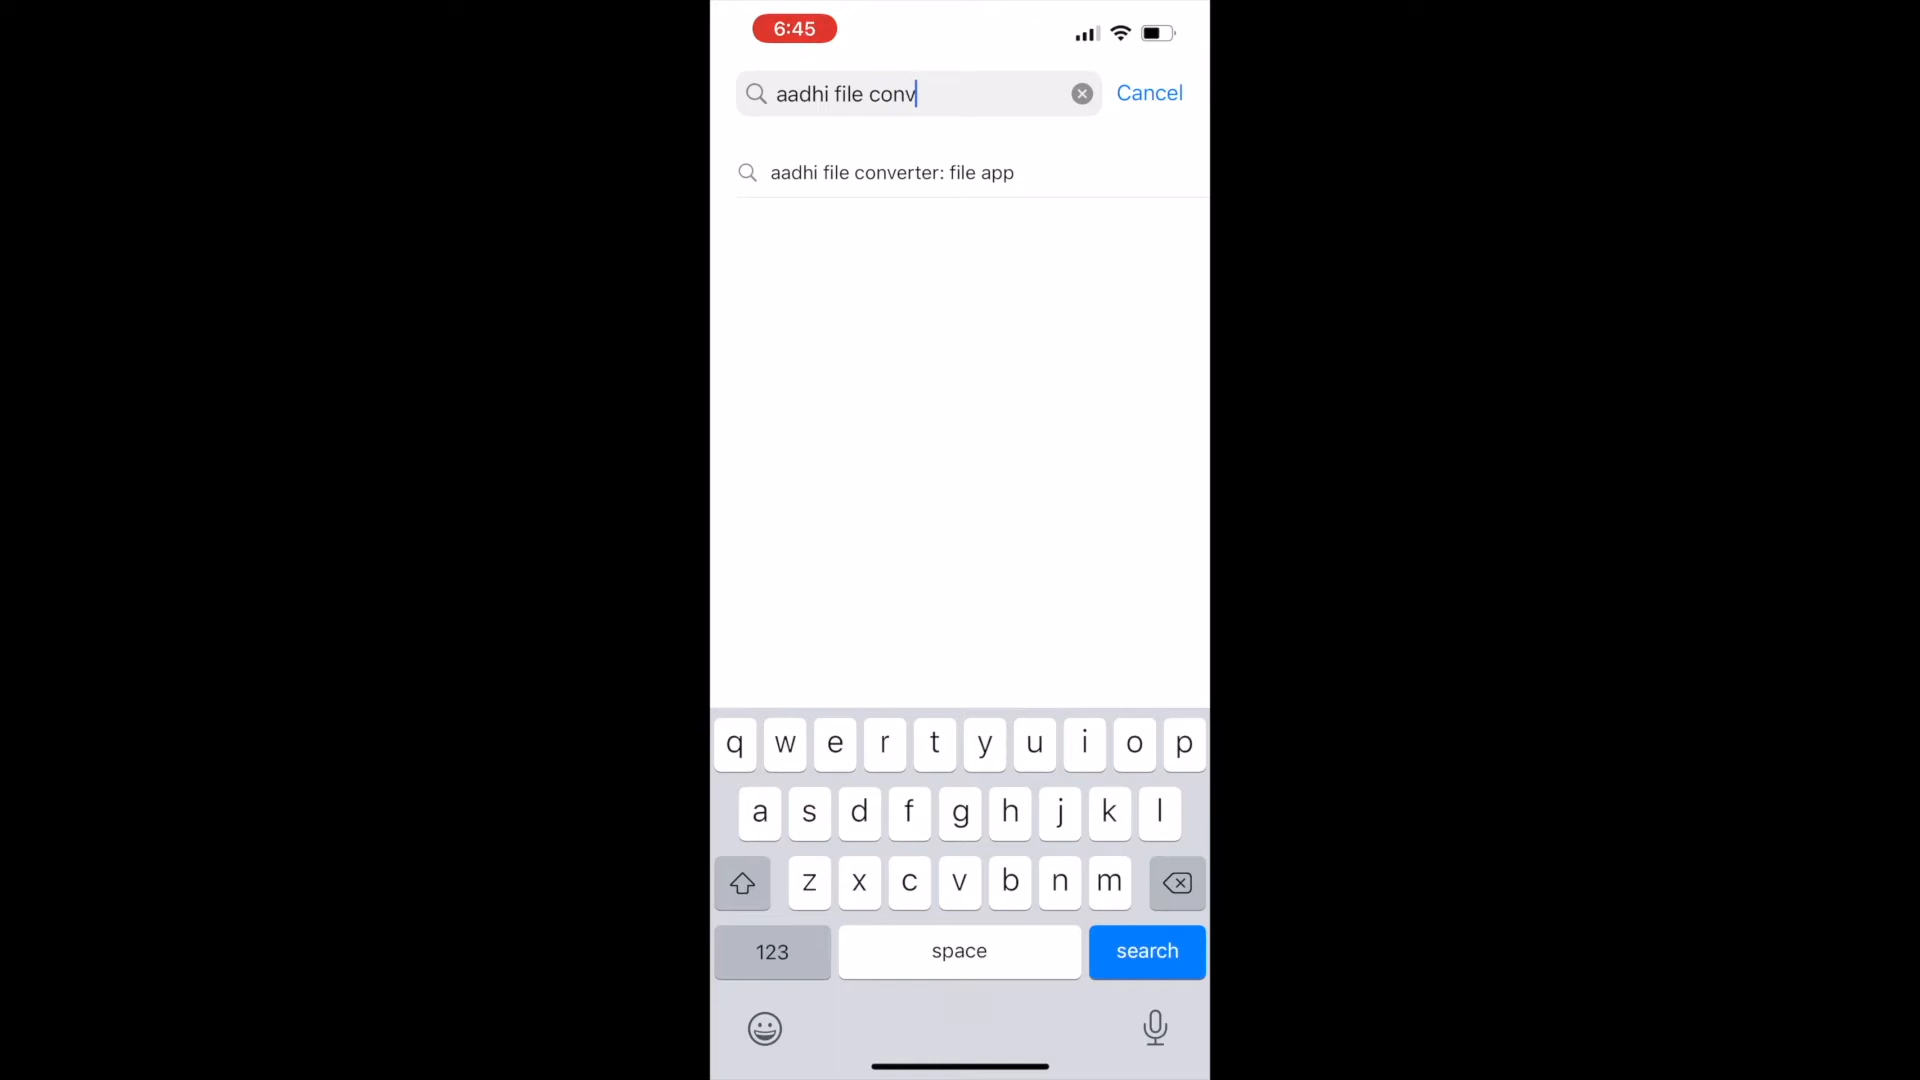 6:45
aadhi file conv
Cancel
aadhi file converter: file app
q w e r t y u i o p
a s d f g h j k l
z x c v b n m
123 space search